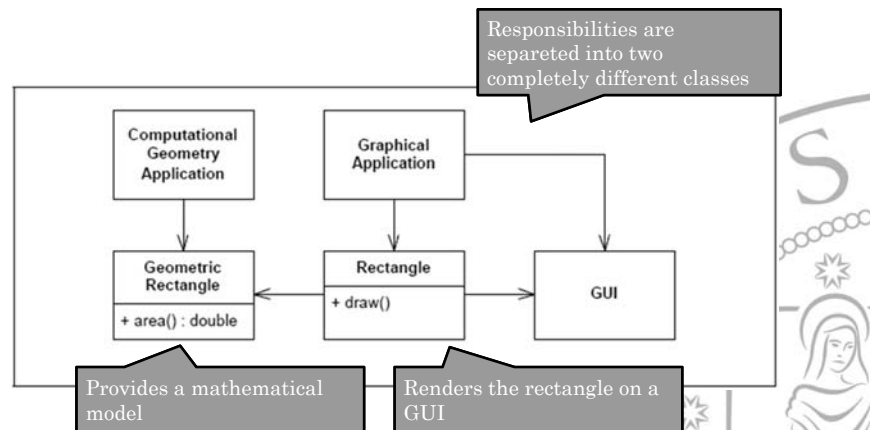 Responsibilities are
separeted into two
completely different classes
Computational
Geometry
Application
Graphical
Application
Geometric
Rectangle
+ area() : double
Rectangle
+ draw()
GUI
Provides a mathematical
model
Renders the rectangle on a
GUI
S